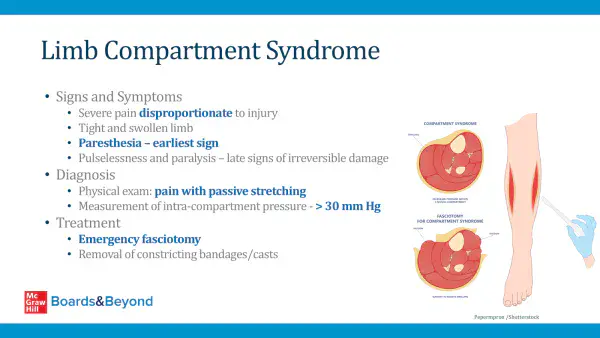 Limb Compartment Syndrome
• Signs and Symptoms
• Severe pain disproportionate to injury
• Tight and swollen limb
• Paresthesia – earliest sign
• Pulselessness and paralysis – late signs of irreversible damage
• Diagnosis
• Physical exam: pain with passive stretching
• Measurement of intra-compartment pressure - > 30 mm Hg
• Treatment
• Emergency fasciotomy
• Removal of constricting bandages/casts
COMPARTMENT SYNDROME
FASCIOTOMY
FOR COMPARTMENT SYNDROME
Mc
Graw
Hill
Boards&Beyond
/Shutterstock